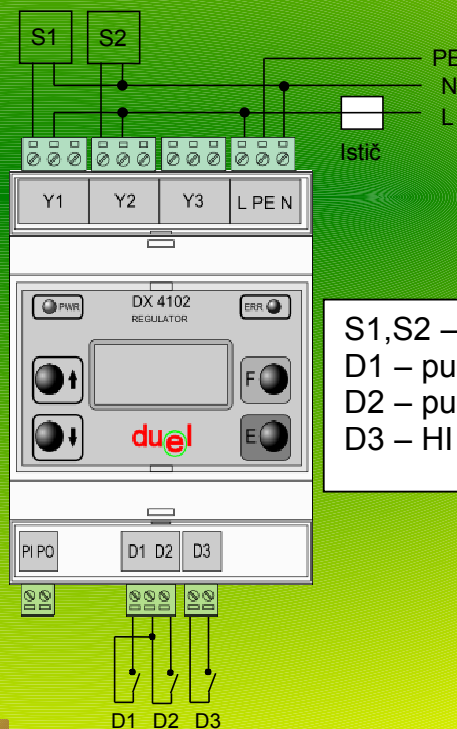 S1 S2
PE
N
L
Istič
Y1 Y2 Y3 L PE N
PWR DX 4102 ERR
REGULATOR
F
duel E
S1,S2 –
D1 – pu
D2 – pu
D3 – HI
PI PO D1 D2 D3
D1 D2 D3